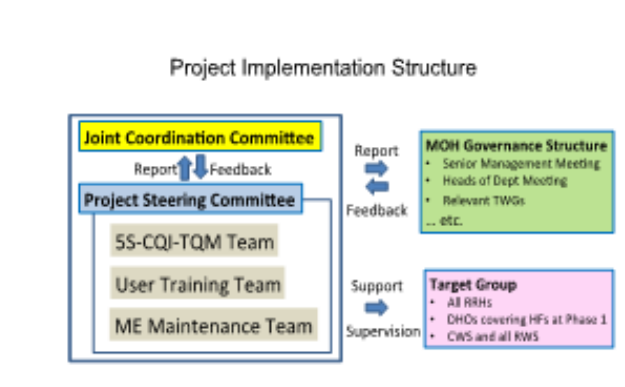 Project Implementation Structure
Joint Coordination Committee
Report Feedback
Project Steering Committee
5S-CQI-TQM Team
User Training Team
ME Maintenance Team
Report
Feedback
MOH Governance Structure
• Senior Management Meeting
• Heads of Dept Meeting
• Relevant TWGs
... etc.
Support
Supervision
Target Group
• All RRHs
• DHOs covering HFs at Phase 1
• CWS and all RWS